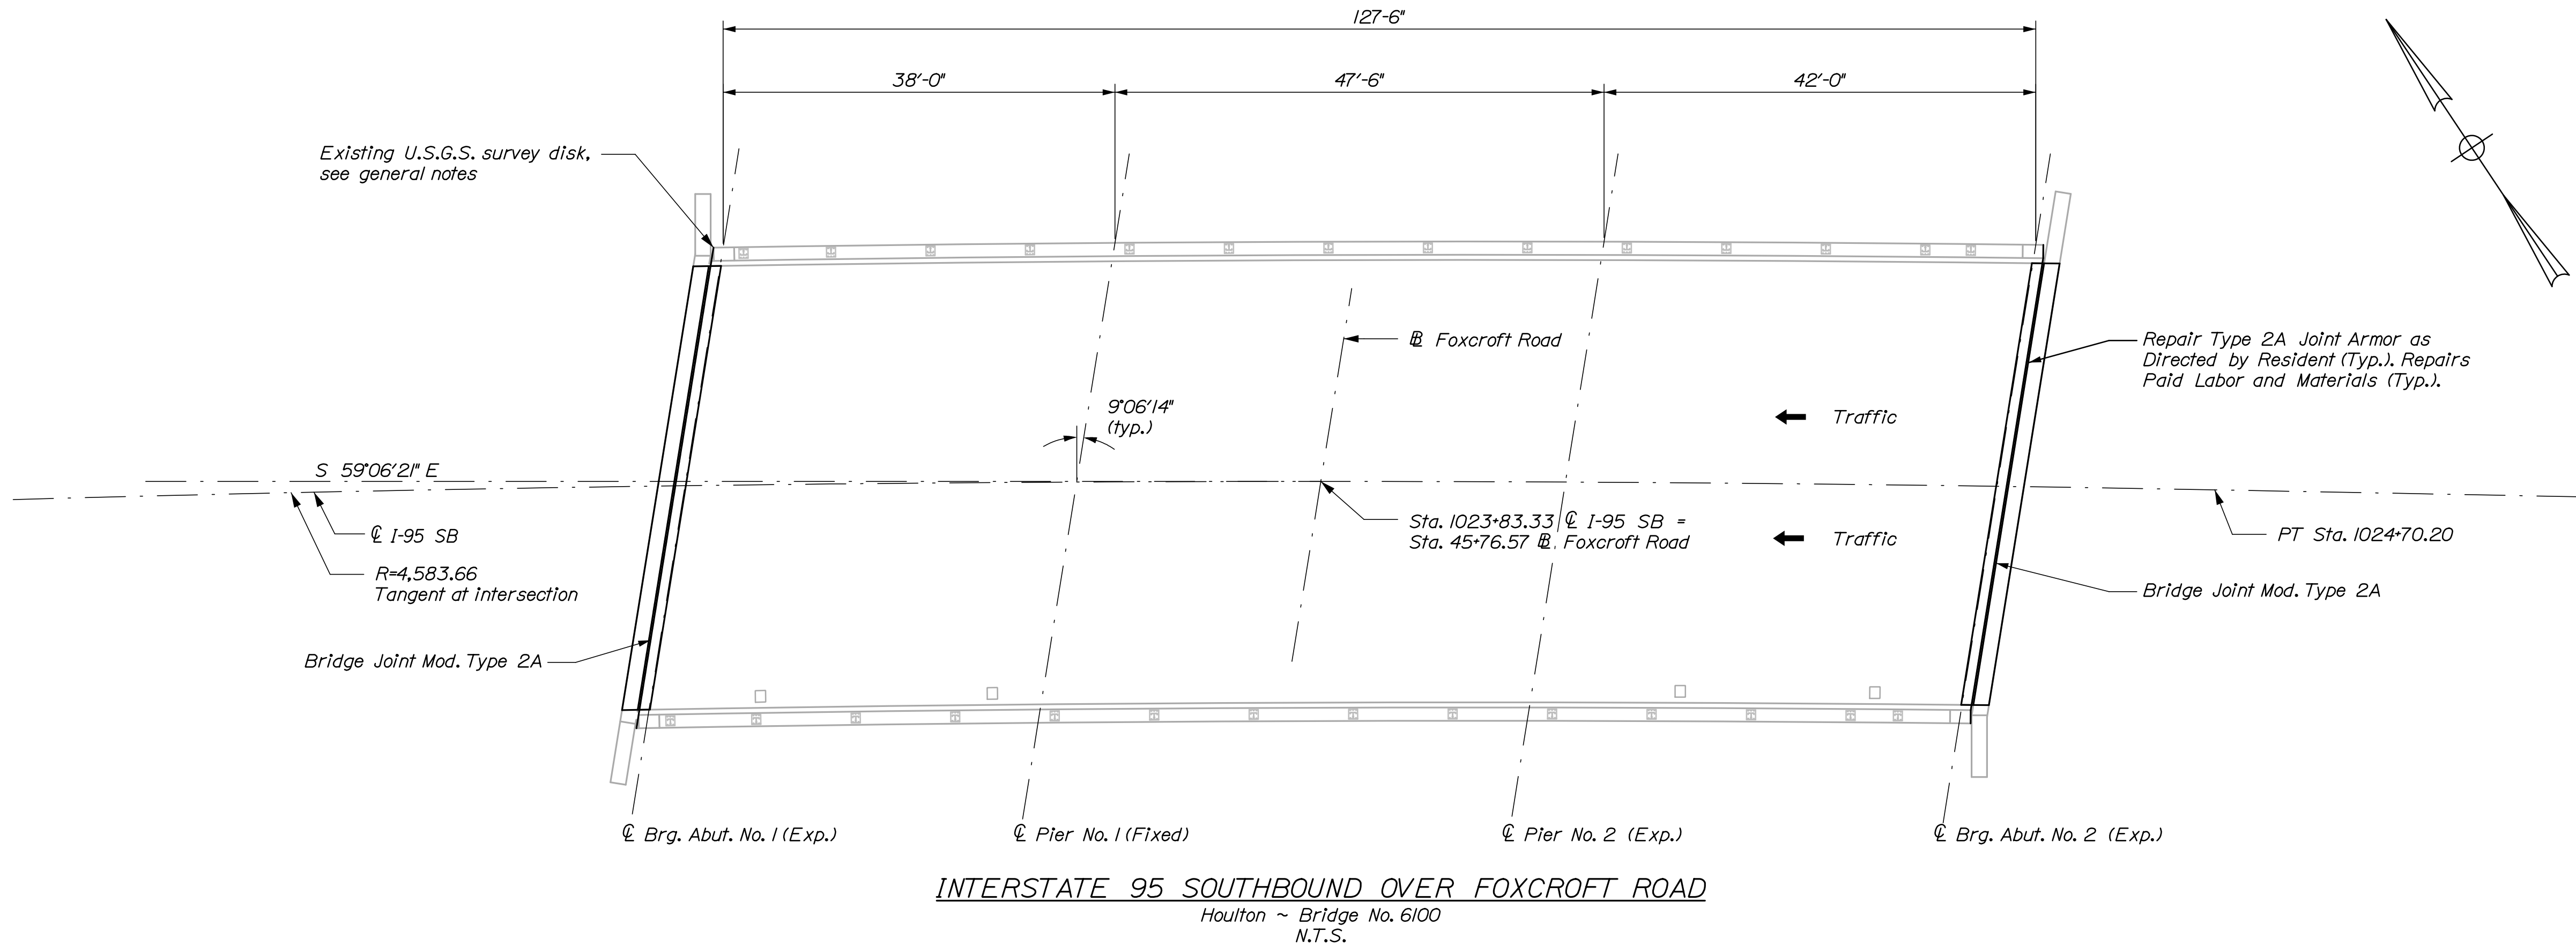 127-6"
38'-0"
47'-6"
42'-0"
Existing U.S.G.S. survey disk,
see general notes
℄ Foxcroft Road
Repair Type 2A Joint Armor as
Directed by Resident (Typ.). Repairs
Paid Labor and Materials (Typ.).
9°06'14"
(typ.)
Traffic
S 59°06'21" E
Sta. 1023+83.33 ℄ I-95 SB =
Sta. 45+76.57 BL Foxcroft Road
℄ I-95 SB
Traffic
PT Sta. 1024+70.20
R=4,583.66
Tangent at intersection
Bridge Joint Mod. Type 2A
Bridge Joint Mod. Type 2A
℄ Brg. Abut. No. 1 (Exp.)
℄ Pier No. 1 (Fixed)
℄ Pier No. 2 (Exp.)
℄ Brg. Abut. No. 2 (Exp.)
INTERSTATE 95 SOUTHBOUND OVER FOXCROFT ROAD
Houlton ~ Bridge No. 6100
N.T.S.